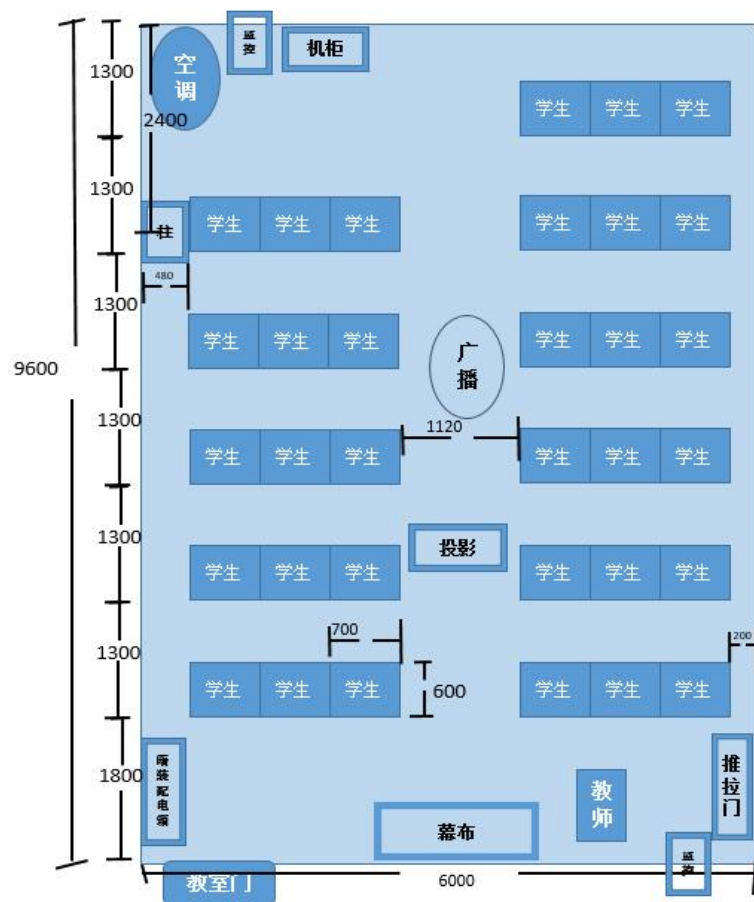 监控
机柜
空调
1300
学生 学生 学生
2400
1300
柱
学生 学生 学生
学生 学生 学生
480
1300
学生 学生 学生
广播
学生 学生 学生
9600
1300
1120
学生 学生 学生
学生 学生 学生
1300
投影
学生 学生 学生
学生 学生 学生
1300
700
200
学生 学生 学生
600
学生 学生 学生
1800
暗装配电箱
推拉门
教师
幕布
监控
教室门
6000